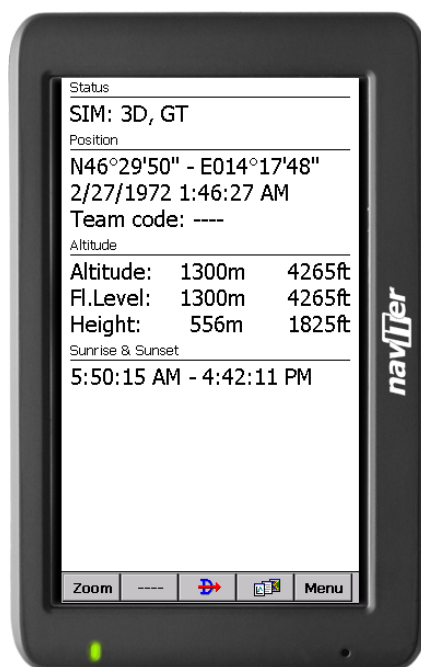 Status
SIM: 3D, GT
Position
N46°29'50" - E014°17'48"
2/27/1972 1:46:27 AM
Team code: ----
Altitude
Altitude: 1300m 4265ft
Fl.Level: 1300m 4265ft
Height: 556m 1825ft
Sunrise & Sunset
5:50:15 AM - 4:42:11 PM
Zoom ---- Menu
naviter